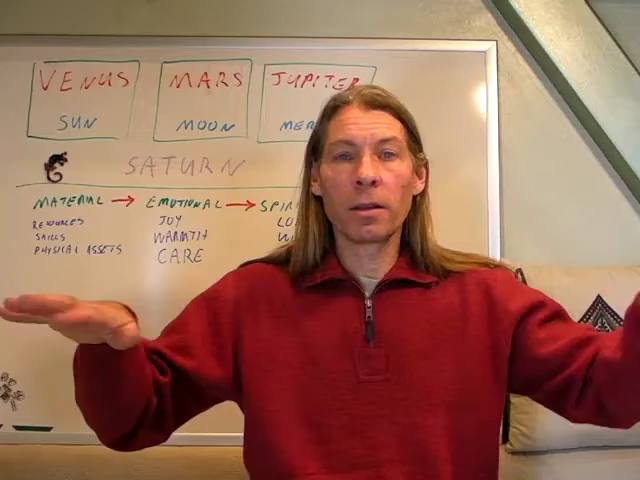 VENUS MARS JUPITER
SUN MOON
SATURN
MATERIAL → EMOTIONAL →
RESOURCES JOY
SKILLS WARMTH
PHYSICAL ASSETS CARE